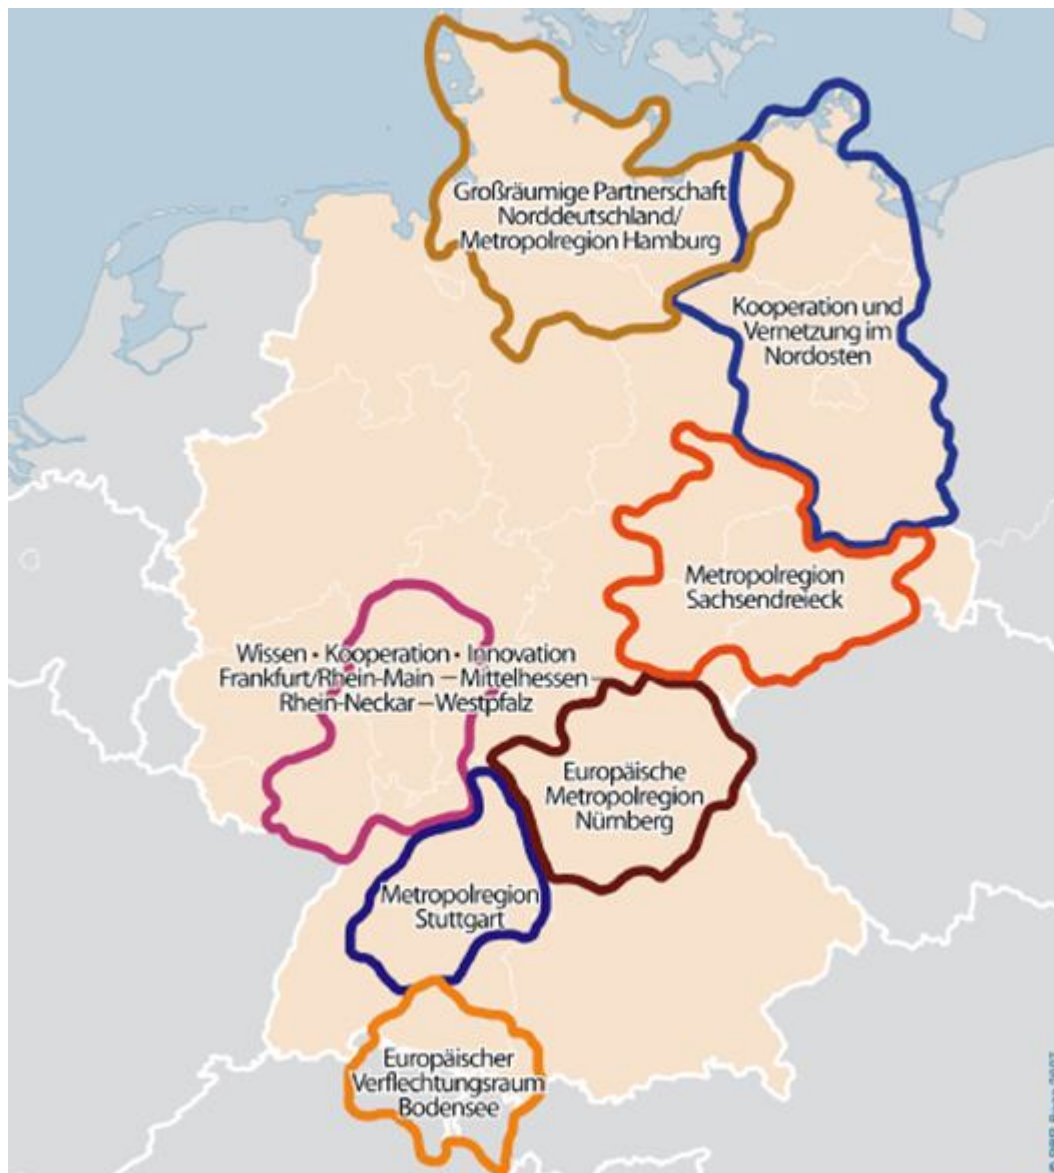 Großräumige Partnerschaft
Norddeutschland/
Metropolregion Hamburg
Kooperation und
Vernetzung im
Nordosten
Metropolregion
Sachsendreieck
Wissen • Kooperation • Innovation
Frankfurt/Rhein-Main – Mittelhessen –
Rhein-Neckar – Westpfalz
Europäische
Metropolregion
Nürnberg
Metropolregion
Stuttgart
Europäischer
Verflechtungsraum
Bodensee